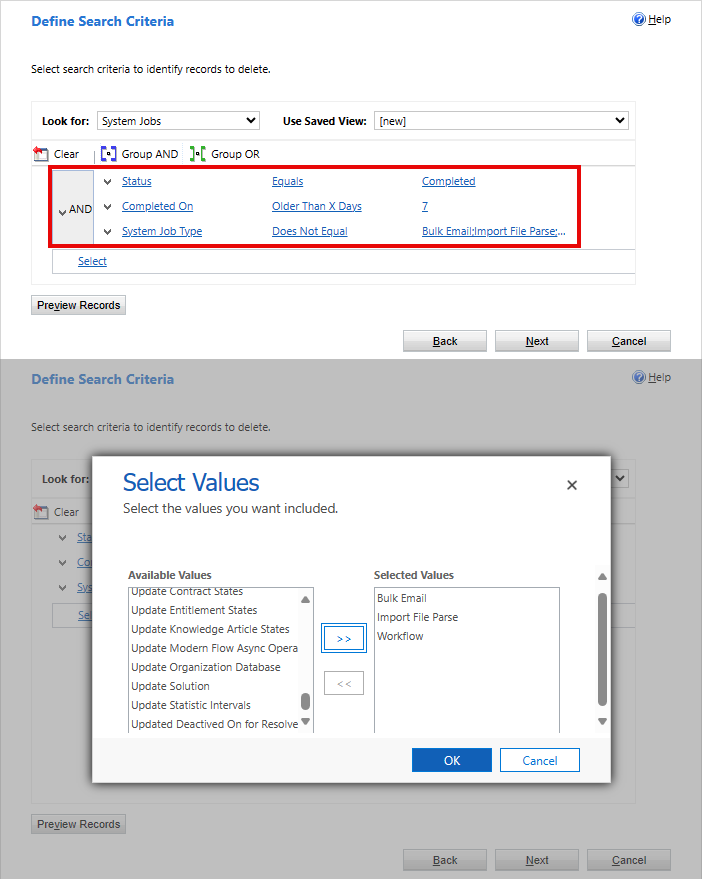 Define Search Criteria
Help
Select search criteria to identify records to delete.
Look for: System Jobs Use Saved View: [new]
Clear Group AND Group OR
Status Equals Completed
AND
Completed On Older Than X Days 7
System Job Type Does Not Equal Bulk Email;Import File Parse;...
Select
Preview Records
Back Next Cancel
Define Search Criteria
Help
Select search criteria to identify records to delete.
Look for:
Select Values
Select the values you want included.
Clear
Sta
Co
Sys
Sel
Available Values
Update Contract States
Update Entitlement States
Update Knowledge Article States
Update Modern Flow Async Opera
Update Organization Database
Update Solution
Update Statistic Intervals
Updated Deactived On for Resolve
>>
<<
Selected Values
Bulk Email
Import File Parse
Workflow
OK Cancel
Preview Records
Back Next Cancel